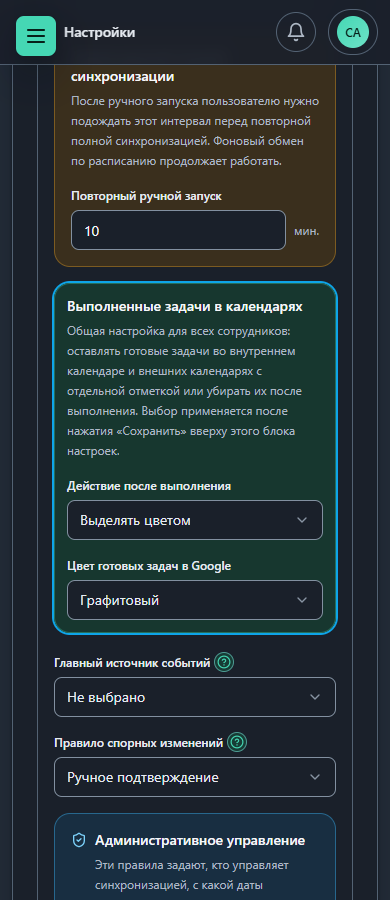 Настройки
CA
синхронизации
После ручного запуска пользователю нужно
подождать этот интервал перед повторной
полной синхронизацией. Фоновый обмен
по расписанию продолжает работать.
Повторный ручной запуск
10
мин.
Выполненные задачи в календарях
Общая настройка для всех сотрудников:
оставлять готовые задачи во внутреннем
календаре и внешних календарях с
отдельной отметкой или убирать их после
выполнения. Выбор применяется после
нажатия «Сохранить» вверху этого блока
настроек.
Действие после выполнения
Выделять цветом
Цвет готовых задач в Google
Графитовый
Главный источник событий ?
Не выбрано
Правило спорных изменений ?
Ручное подтверждение
Административное управление
Эти правила задают, кто управляет
синхронизацией, с какой даты